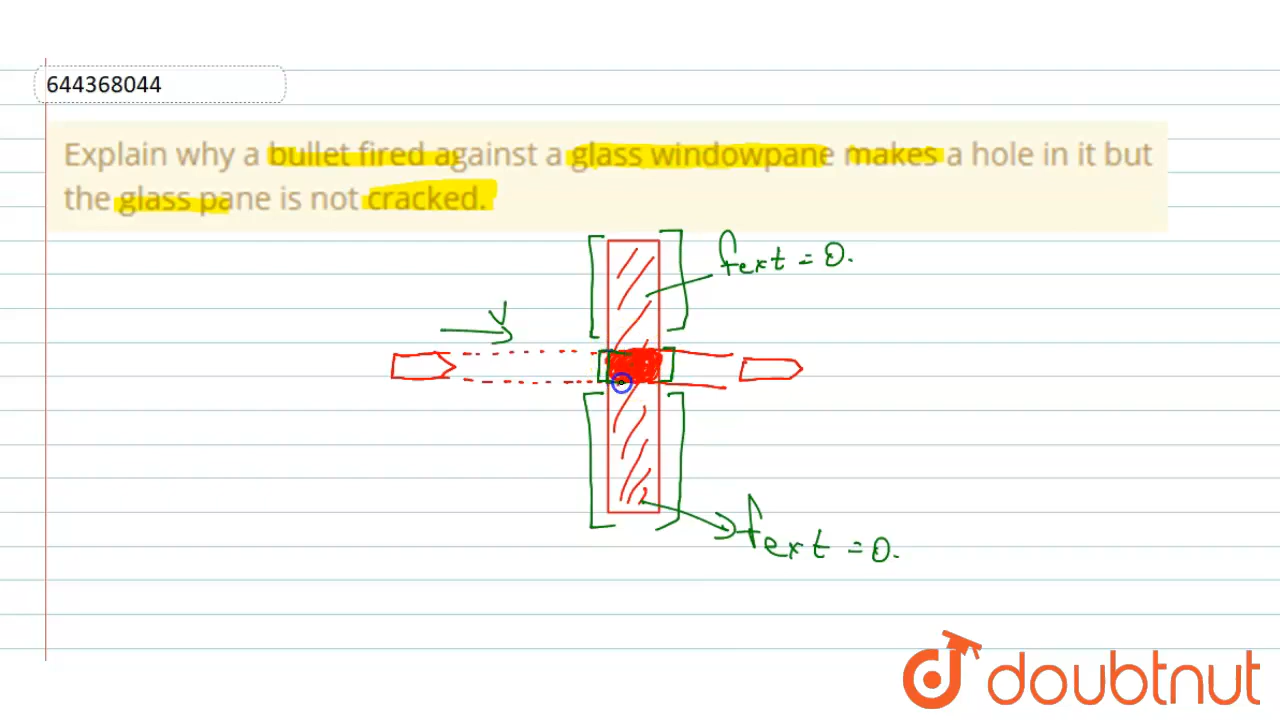 644368044
Explain why a bullet fired against a glass windowpane makes a hole in it but
the glass pane is not cracked.
fext = 0.
V
fext = 0.
doubtnut